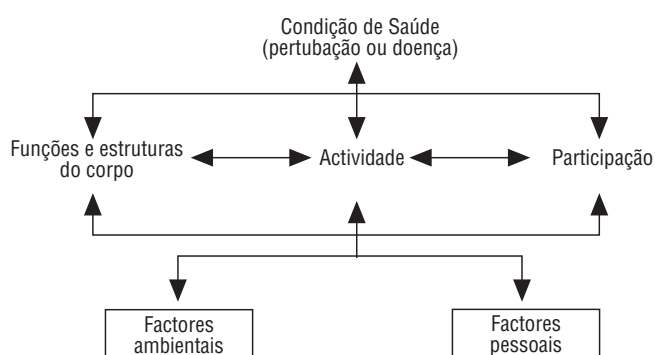 Condição de Saúde
(pertubação ou doença)
Funções e estruturas
do corpo
Actividade
Participação
Factores
ambientais
Factores
pessoais